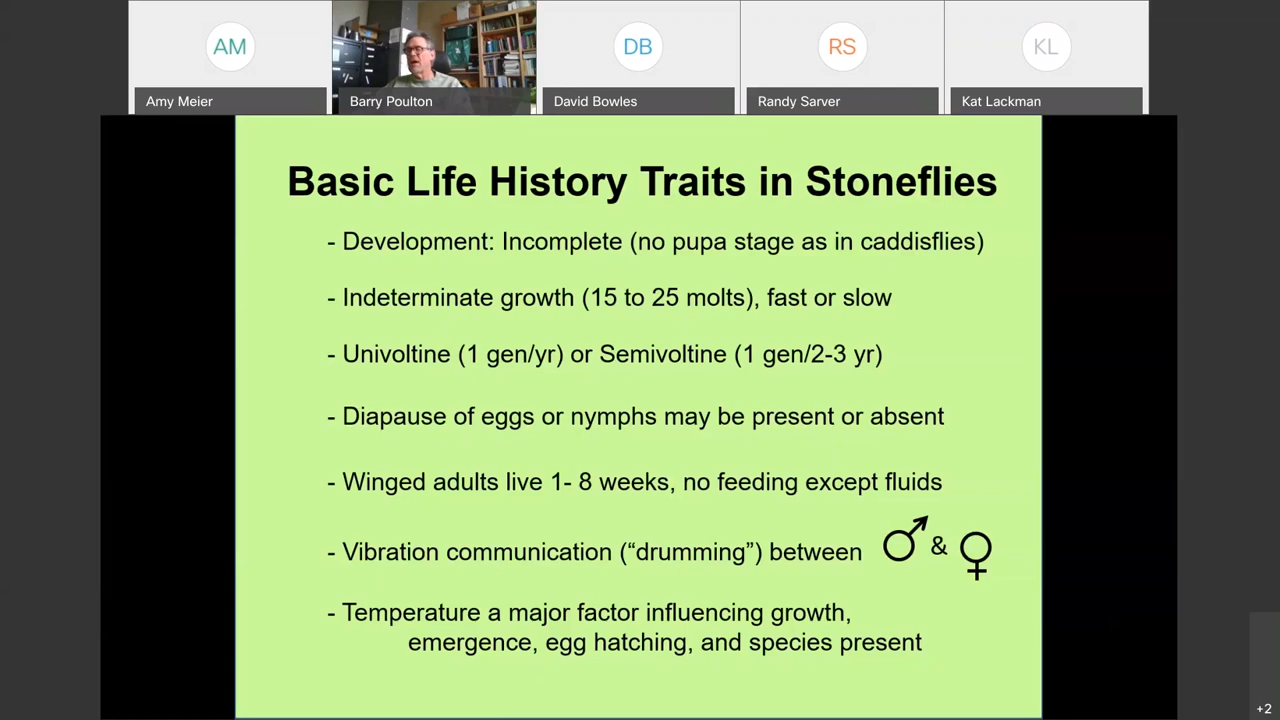 AM
DB
RS
KL
Amy Meier
Barry Poulton
David Bowles
Randy Sarver
Kat Lackman
Basic Life History Traits in Stoneflies
- Development: Incomplete (no pupa stage as in caddisflies)
- Indeterminate growth (15 to 25 molts), fast or slow
- Univoltine (1 gen/yr) or Semivoltine (1 gen/2-3 yr)
- Diapause of eggs or nymphs may be present or absent
- Winged adults live 1- 8 weeks, no feeding except fluids
- Vibration communication (“drumming”) between ♂ & ♀
- Temperature a major factor influencing growth,
emergence, egg hatching, and species present
+2